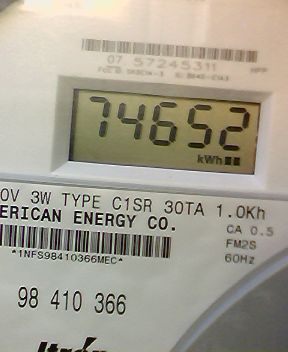 07 57245311
74652
kWh
0V 3W TYPE C1SR 30TA 1.0Kh
ERICAN ENERGY CO.
CA 0.5
FM2S
60Hz
*1NFS98410366MEC*
98 410 366
Itrón